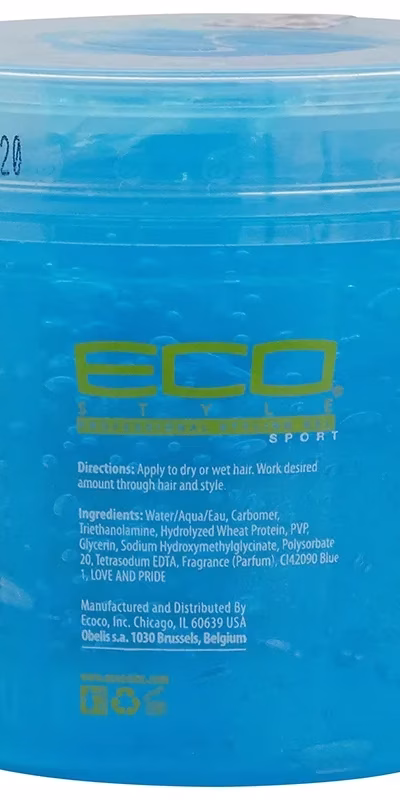 20
ECO®
STYLE
PROFESSIONAL STYLING GEL
SPORT
Directions: Apply to dry or wet hair. Work desired
amount through hair and style.
Ingredients: Water/Aqua/Eau, Carbomer,
Triethanolamine, Hydrolyzed Wheat Protein, PVP,
Glycerin, Sodium Hydroxymethylglycinate, Polysorbate
20, Tetrasodium EDTA, Fragrance (Parfum), CI42090 Blue
1, LOVE AND PRIDE
Manufactured and Distributed By
Ecoco, Inc. Chicago, IL 60639 USA
Obelis s.a. 1030 Brussels, Belgium